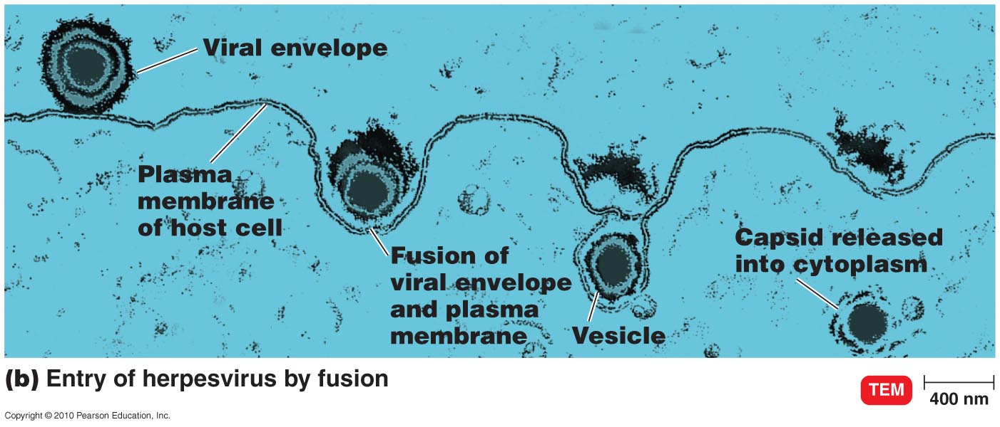 Viral envelope
Plasma
membrane
of host cell
Fusion of
viral envelope
and plasma
membrane
Vesicle
Capsid released
into cytoplasm
(b) Entry of herpesvirus by fusion
TEM
400 nm
Copyright © 2010 Pearson Education, Inc.